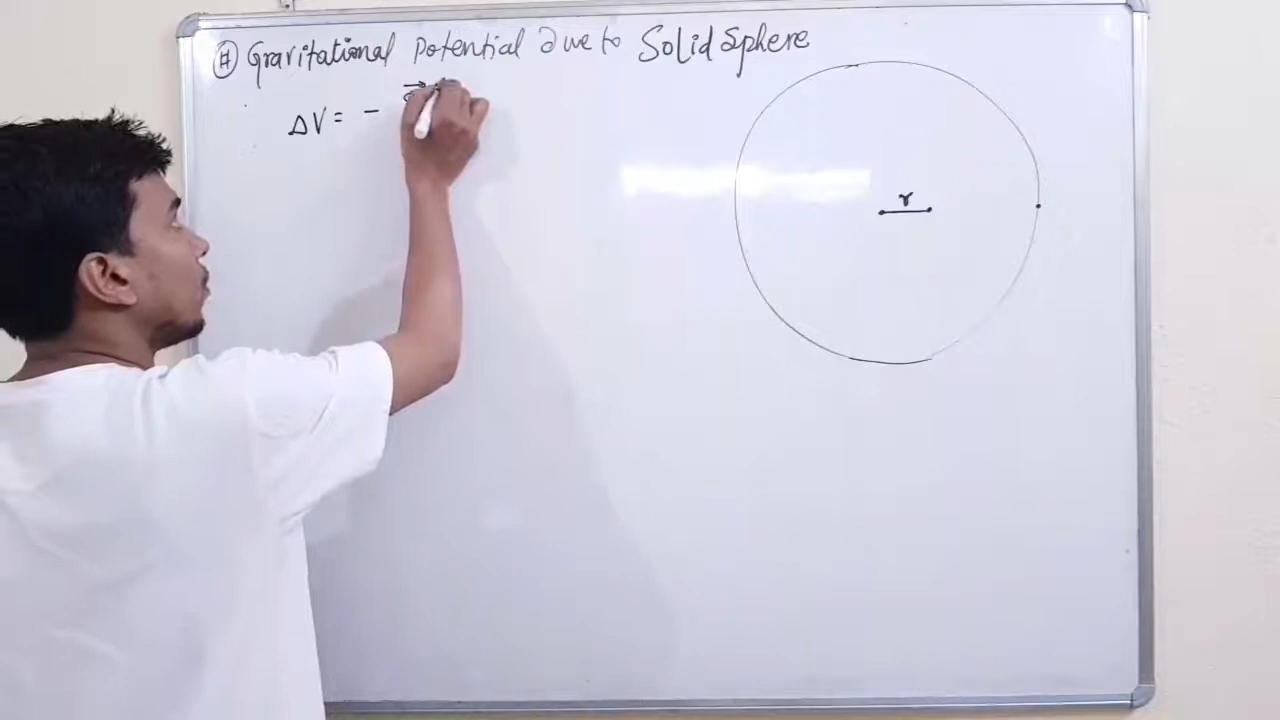 # Gravitational Potential Due to Solid Sphere
ΔV = -
r